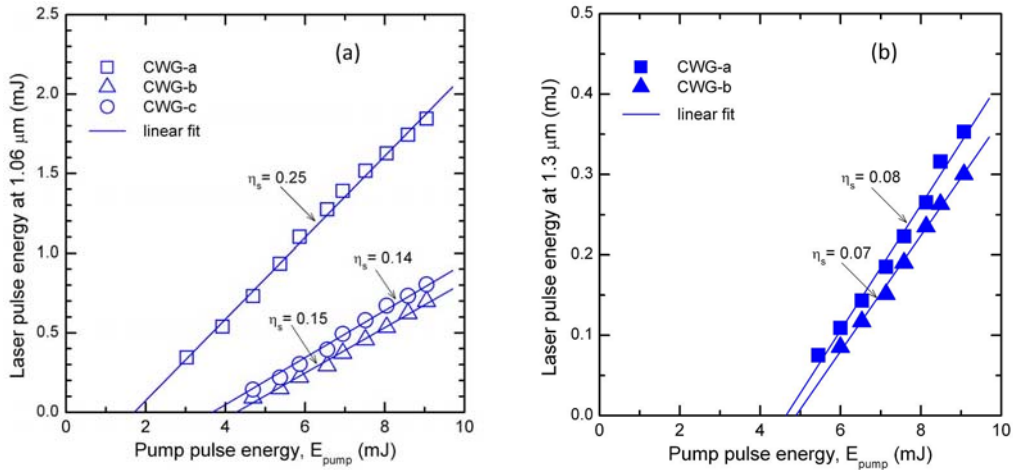 (a)
CWG-a
CWG-b
CWG-c
linear fit
ηs = 0.25
ηs = 0.14
ηs = 0.15
Laser pulse energy at 1.06 μm (mJ)
2.5
2.0
1.5
1.0
0.5
0.0
0 2 4 6 8 10
Pump pulse energy, Epump (mJ)
(b)
CWG-a
CWG-b
linear fit
ηs = 0.08
ηs = 0.07
Laser pulse energy at 1.3 μm (mJ)
0.5
0.4
0.3
0.2
0.1
0.0
0 2 4 6 8 10
Pump pulse energy, Epump (mJ)